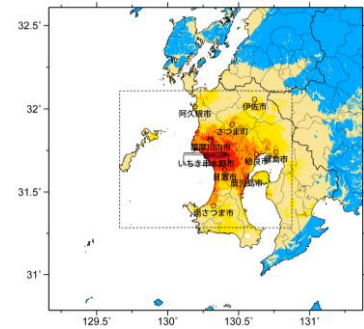 32.5°
32°
31.5°
31°
伊佐市
阿久根市
さつま町
薩摩川内市
いちき串木野市
姶良市
霧島市
日置市
鹿児島市
南さつま市
129.5°
130°
130.5°
131°